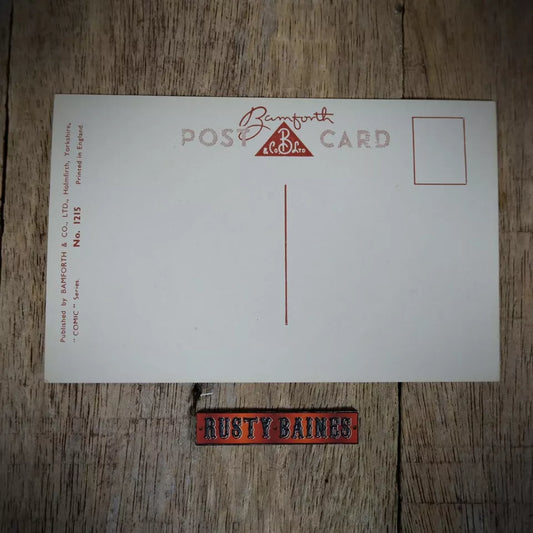 Bamforth
POST CARD
B
& Co LTD
Published by BAMFORTH & CO., LTD., Holmfirth, Yorkshire.
"COMIC" Series. No. 1215 Printed in England.
RUSTY·BAINES